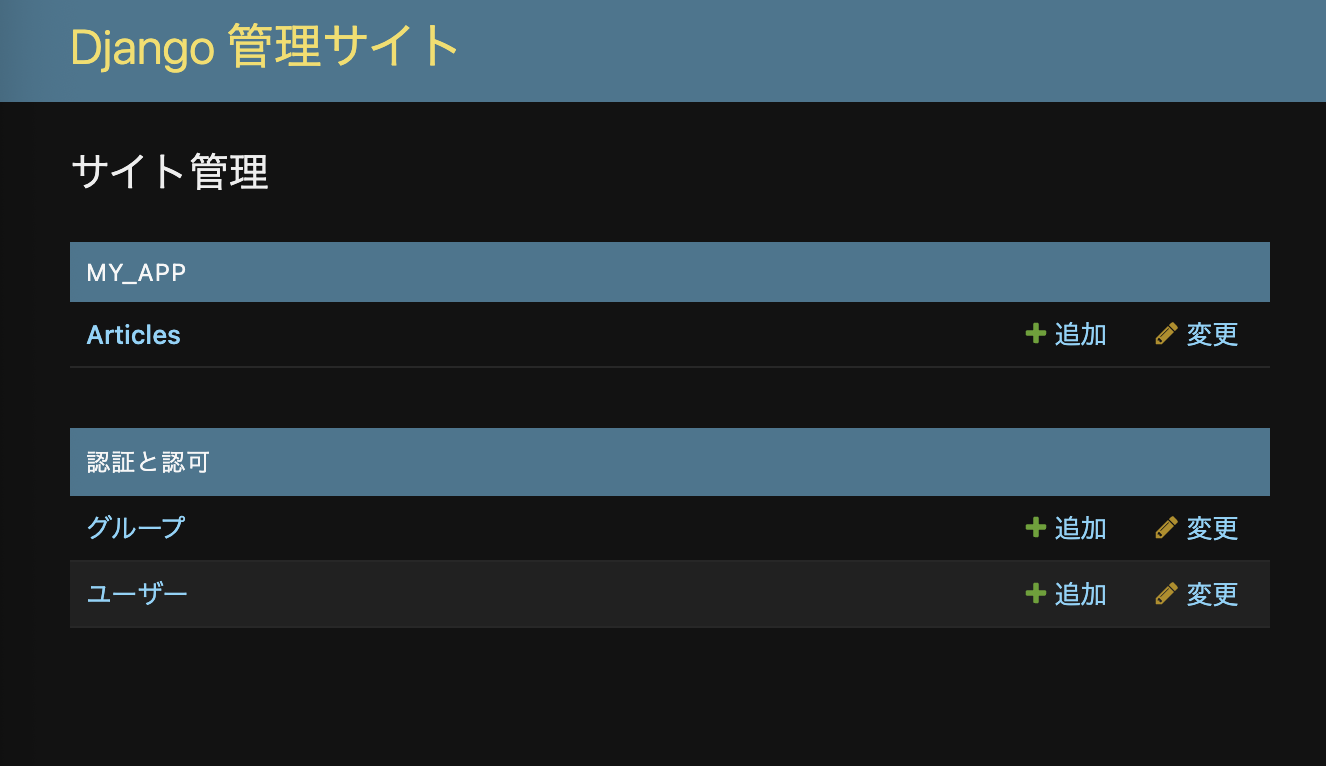 Django 管理サイト
サイト管理
MY_APP
Articles 追加 変更
認証と認可
グループ 追加 変更
ユーザー 追加 変更